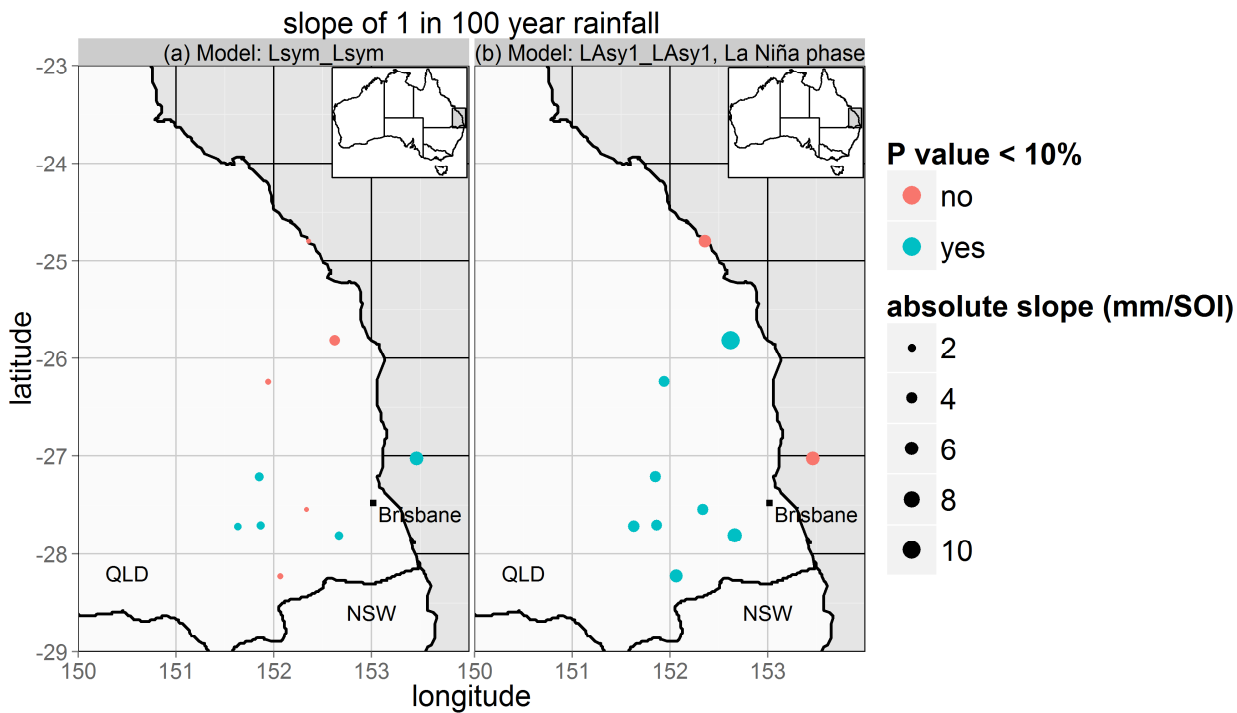 slope of 1 in 100 year rainfall
(a) Model: Lsym_Lsym
(b) Model: LAsy1_LAsy1, La Niña phase
-23
-24
-25
-26
-27
-28
-29
latitude
Brisbane
QLD
NSW
Brisbane
QLD
NSW
150 151 152 153
150 151 152 153
longitude
P value < 10%
no
yes
absolute slope (mm/SOI)
2
4
6
8
10